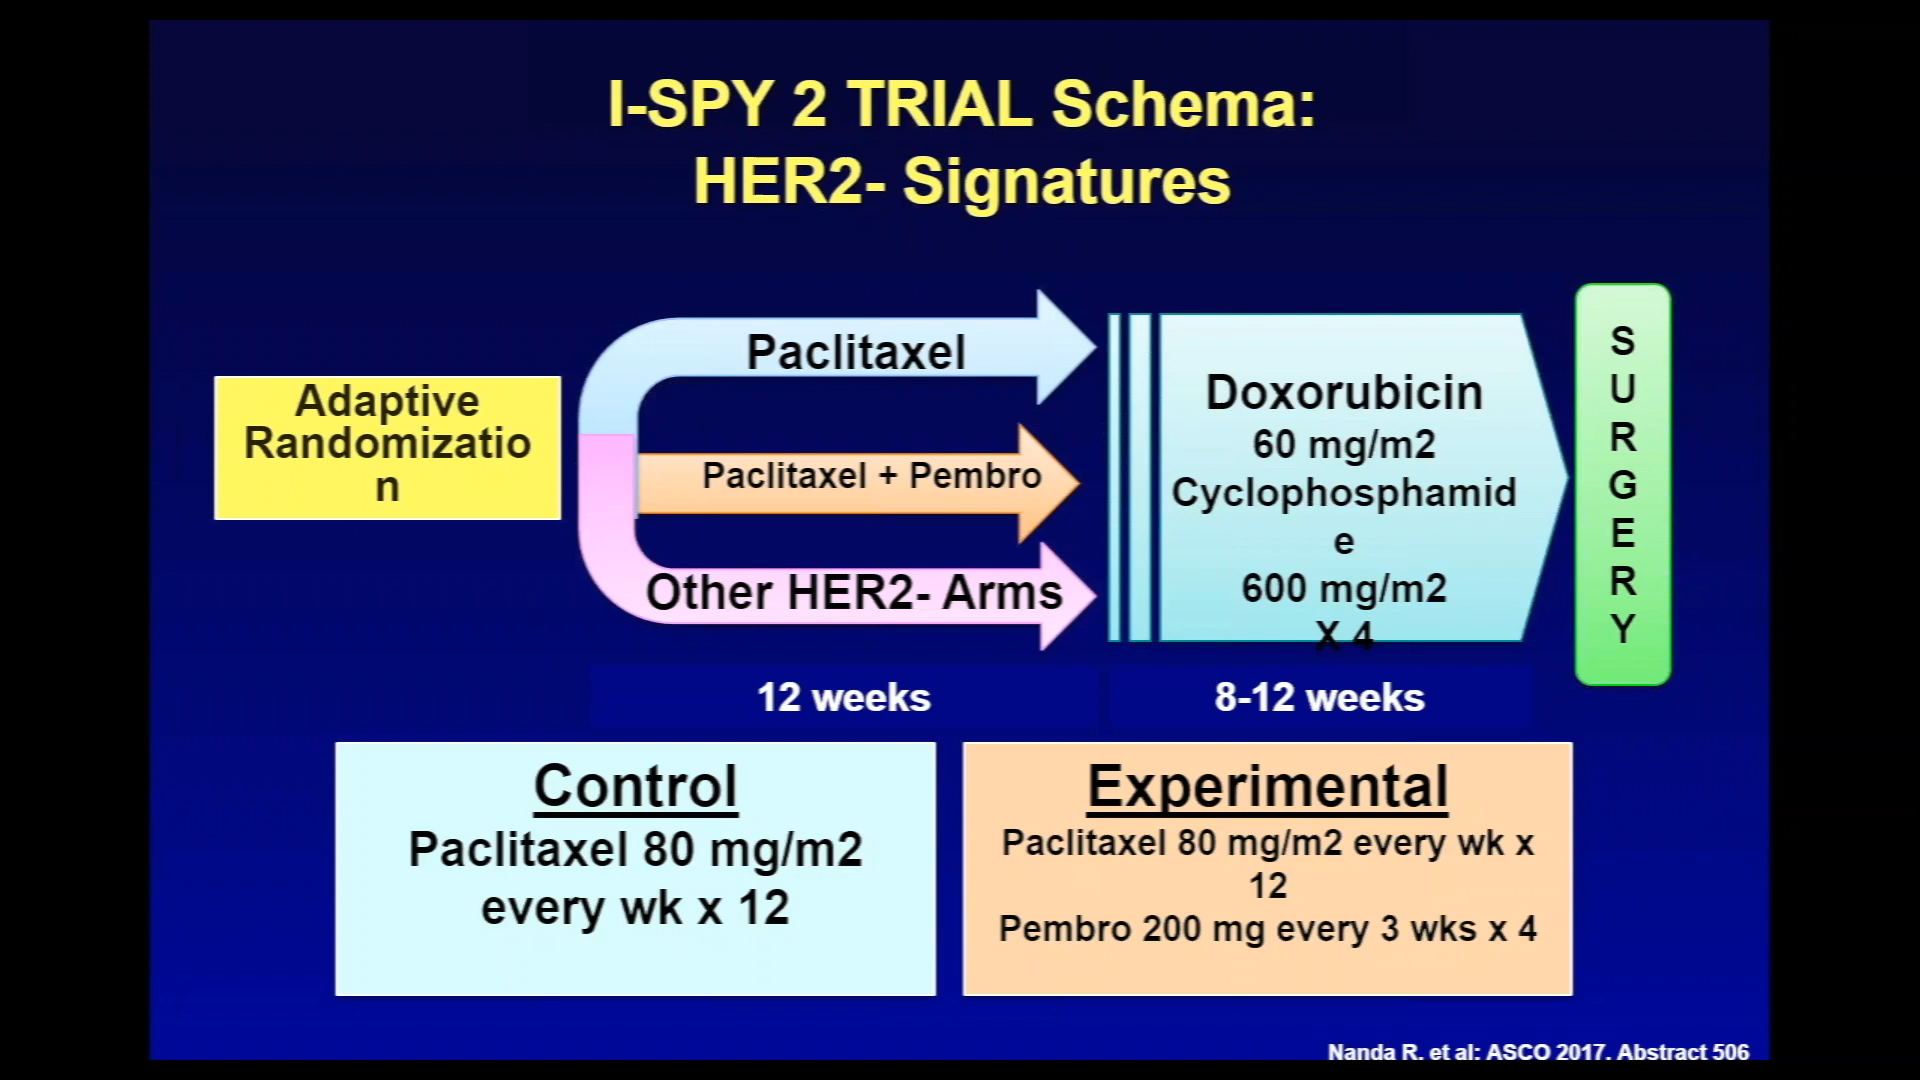 I-SPY 2 TRIAL Schema:
HER2- Signatures
Adaptive
Randomizatio
n
Paclitaxel
Paclitaxel + Pembro
Other HER2- Arms
Doxorubicin
60 mg/m2
Cyclophosphamid
e
600 mg/m2
X 4
S
U
R
G
E
R
Y
12 weeks
8-12 weeks
Control
Paclitaxel 80 mg/m2
every wk x 12
Experimental
Paclitaxel 80 mg/m2 every wk x
12
Pembro 200 mg every 3 wks x 4
Nanda R, et al: ASCO 2017, Abstract 506